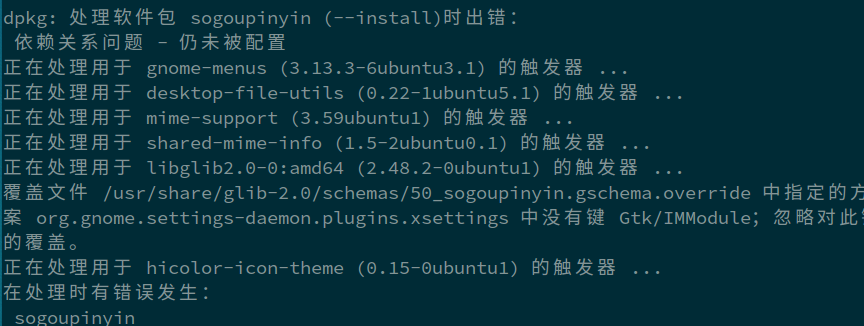 dpkg: 处理软件包 sogoupinyin (--install)时出错:
依赖关系问题 - 仍未被配置
正在处理用于 gnome-menus (3.13.3-6ubuntu3.1) 的触发器 ...
正在处理用于 desktop-file-utils (0.22-1ubuntu5.1) 的触发器 ...
正在处理用于 mime-support (3.59ubuntu1) 的触发器 ...
正在处理用于 shared-mime-info (1.5-2ubuntu0.1) 的触发器 ...
正在处理用于 libglib2.0-0:amd64 (2.48.2-0ubuntu1) 的触发器 ...
覆盖文件 /usr/share/glib-2.0/schemas/50_sogoupinyin.gschema.override 中指定的方
案 org.gnome.settings-daemon.plugins.xsettings 中没有键 Gtk/IMModule；忽略对此
的覆盖。
正在处理用于 hicolor-icon-theme (0.15-0ubuntu1) 的触发器 ...
在处理时有错误发生：
sogoupinyin